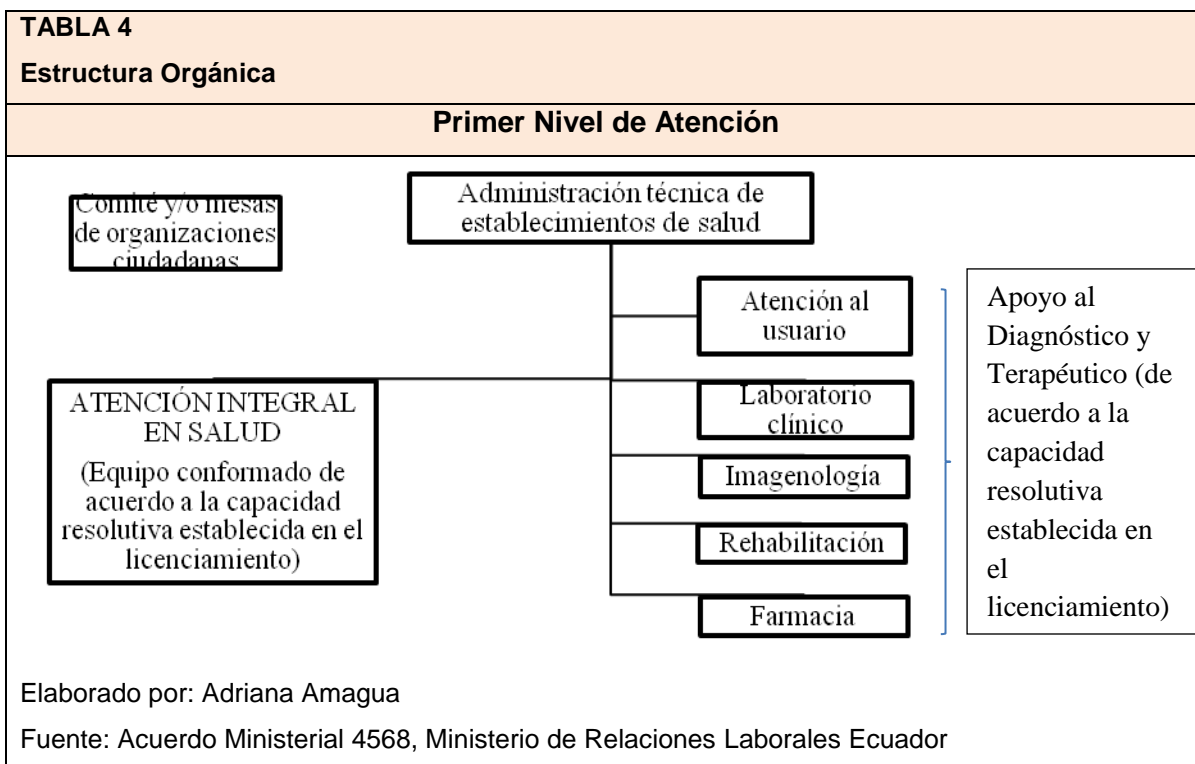 TABLA 4
Estructura Orgánica
Primer Nivel de Atención
Comité y/o mesas
de organizaciones
ciudadanas
Administración técnica de
establecimientos de salud
Atención al
usuario
Laboratorio
clínico
Imagenología
Rehabilitación
Farmacia
Apoyo al
Diagnóstico y
Terapéutico (de
acuerdo a la
capacidad
resolutiva
establecida en
el
licenciamiento)
ATENCIÓN INTEGRAL
EN SALUD
(Equipo conformado de
acuerdo a la capacidad
resolutiva establecida en el
licenciamiento)
Elaborado por: Adriana Amagua
Fuente: Acuerdo Ministerial 4568, Ministerio de Relaciones Laborales Ecuador